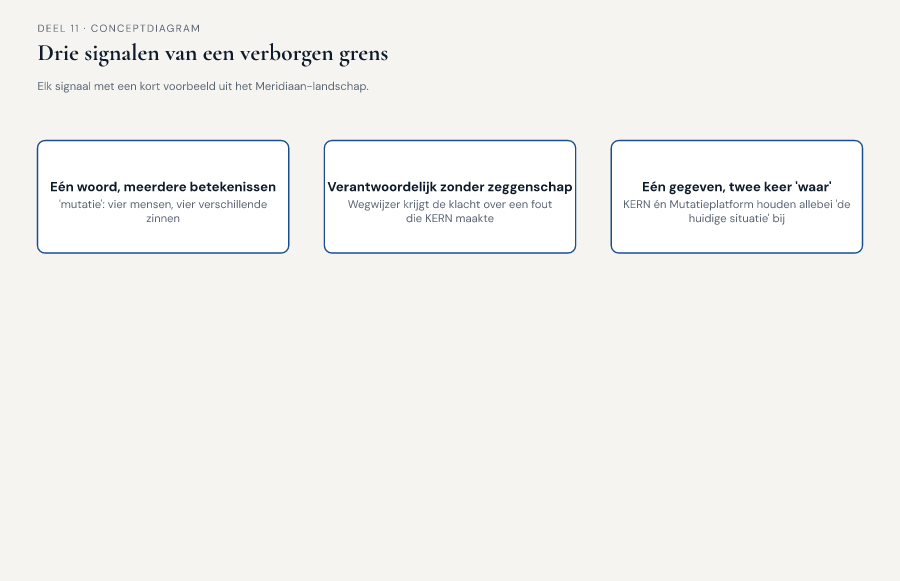 DEEL 11 · CONCEPTDIAGRAM
Drie signalen van een verborgen grens
Elk signaal met een kort voorbeeld uit het Meridiaan-landschap.
Eén woord, meerdere betekenissen
'mutatie': vier mensen, vier verschillende
zinnen
Verantwoordelijk zonder zeggenschap
Wegwijzer krijgt de klacht over een fout
die KERN maakte
Eén gegeven, twee keer 'waar'
KERN én Mutatieplatform houden allebei 'de
huidige situatie' bij